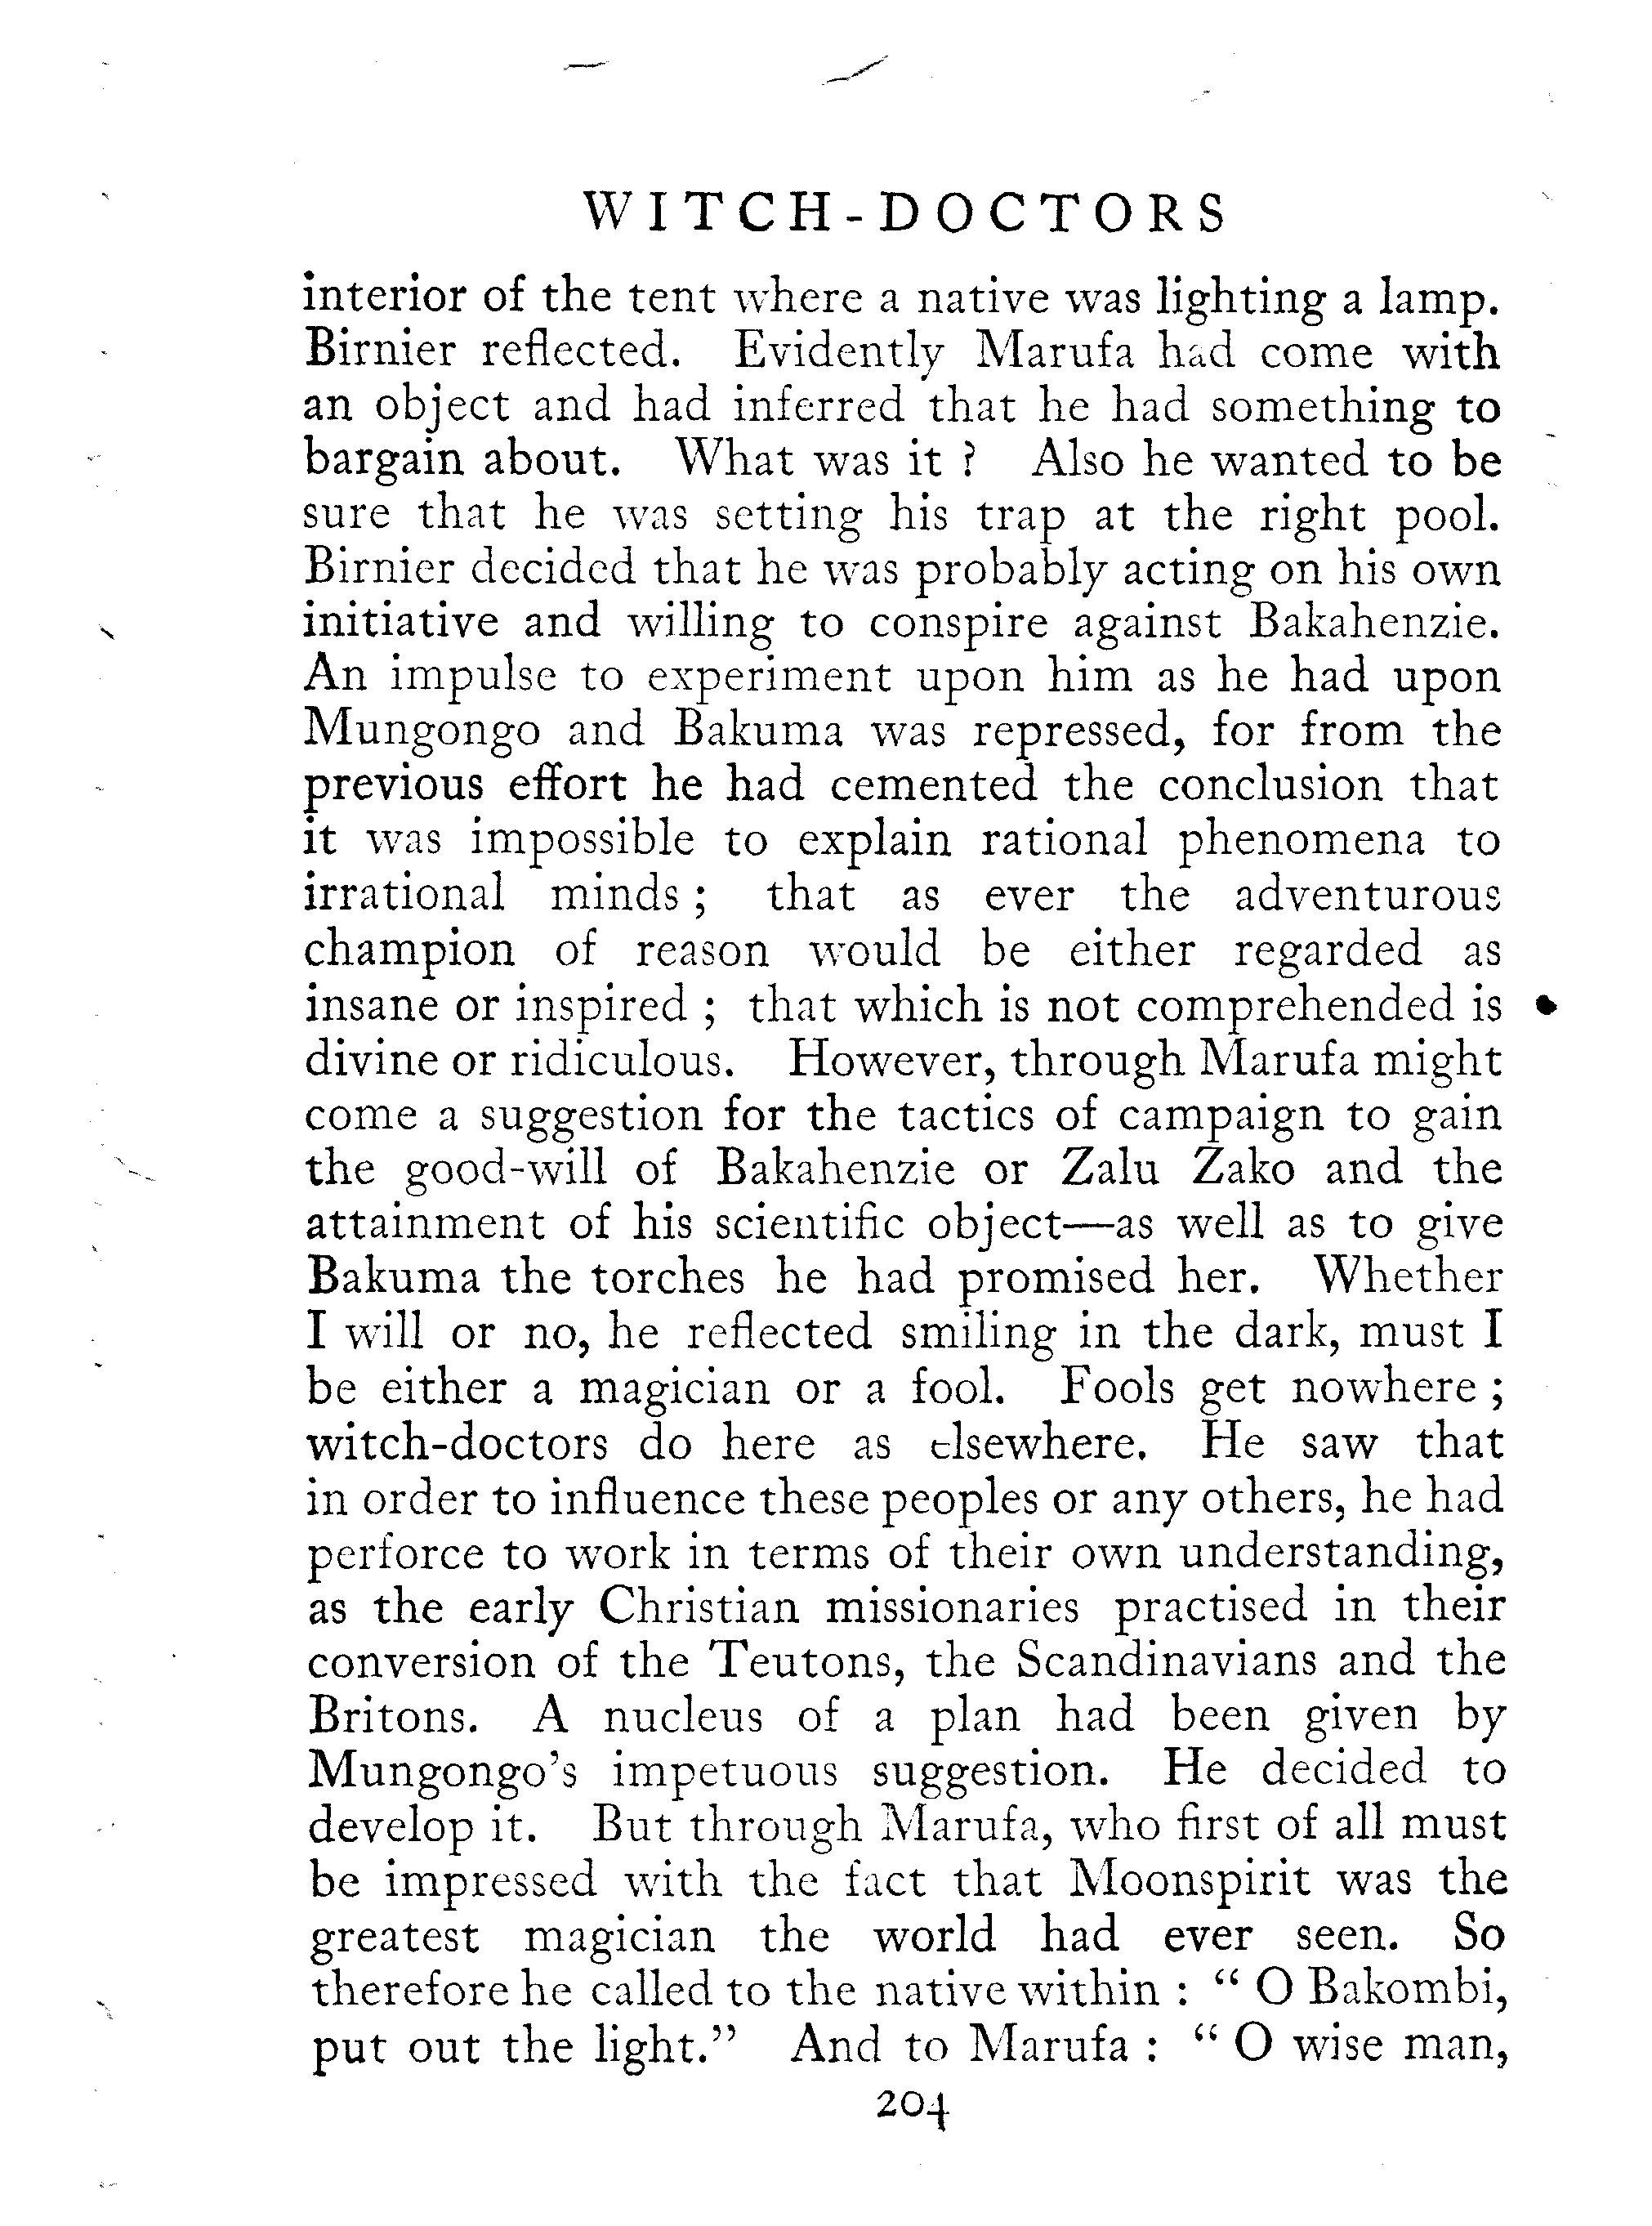 WITCH-DOCTORS
interior of the tent where a native was lighting a lamp.
Birnier reflected. Evidently Marufa had come with
an object and had inferred that he had something to
bargain about. What was it ? Also he wanted to be
sure that he was setting his trap at the right pool.
Birnier decided that he was probably acting on his own
initiative and willing to conspire against Bakahenzie.
An impulse to experiment upon him as he had upon
Mungongo and Bakuma was repressed, for from the
previous effort he had cemented the conclusion that
it was impossible to explain rational phenomena to
irrational minds ; that as ever the adventurous
champion of reason would be either regarded as
insane or inspired ; that which is not comprehended is
divine or ridiculous. However, through Marufa might
come a suggestion for the tactics of campaign to gain
the good-will of Bakahenzie or Zalu Zako and the
attainment of his scientific object—as well as to give
Bakuma the torches he had promised her. Whether
I will or no, he reflected smiling in the dark, must I
be either a magician or a fool. Fools get nowhere ;
witch-doctors do here as elsewhere. He saw that
in order to influence these peoples or any others, he had
perforce to work in terms of their own understanding,
as the early Christian missionaries practised in their
conversion of the Teutons, the Scandinavians and the
Britons. A nucleus of a plan had been given by
Mungongo's impetuous suggestion. He decided to
develop it. But through Marufa, who first of all must
be impressed with the fact that Moonspirit was the
greatest magician the world had ever seen. So
therefore he called to the native within : “ O Bakombi,
put out the light.” And to Marufa : “ O wise man,
204